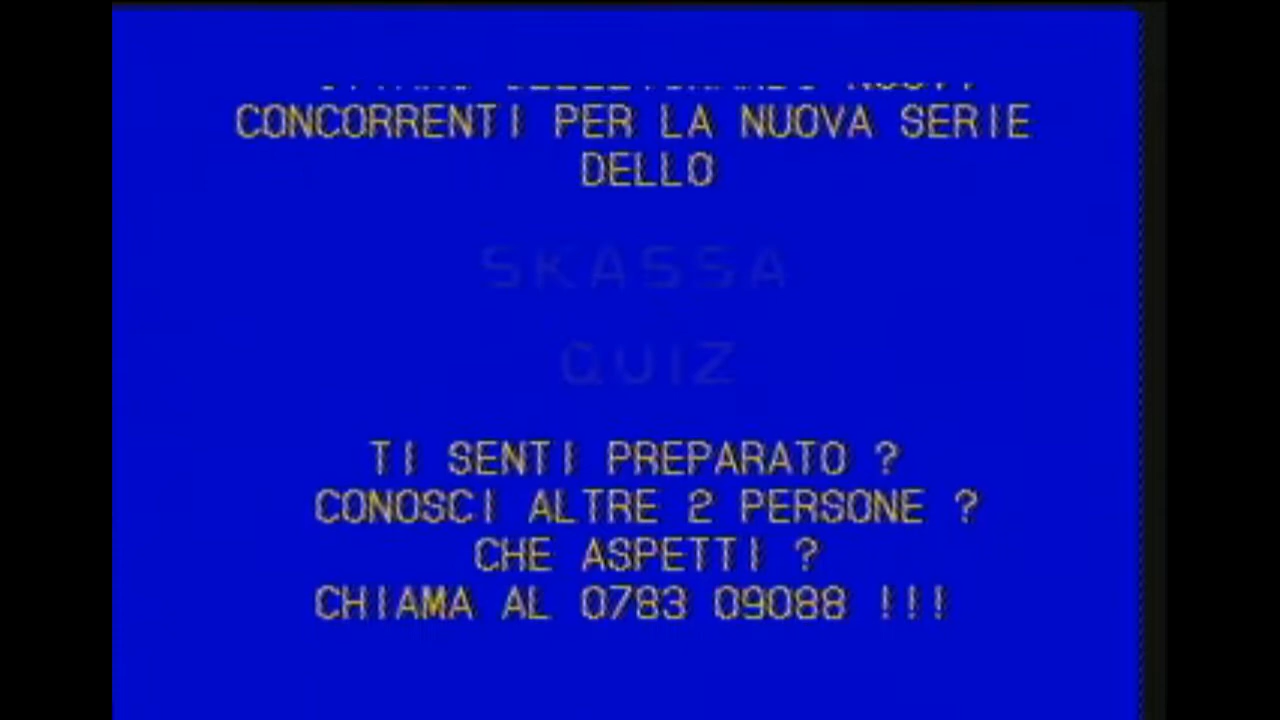 CONCORRENTI PER LA NUOVA SERIE
DELLO
SKASSA
QUIZ
TI SENTI PREPARATO ?
CONOSCI ALTRE 2 PERSONE ?
CHE ASPETTI ?
CHIAMA AL 0783 09088 !!!